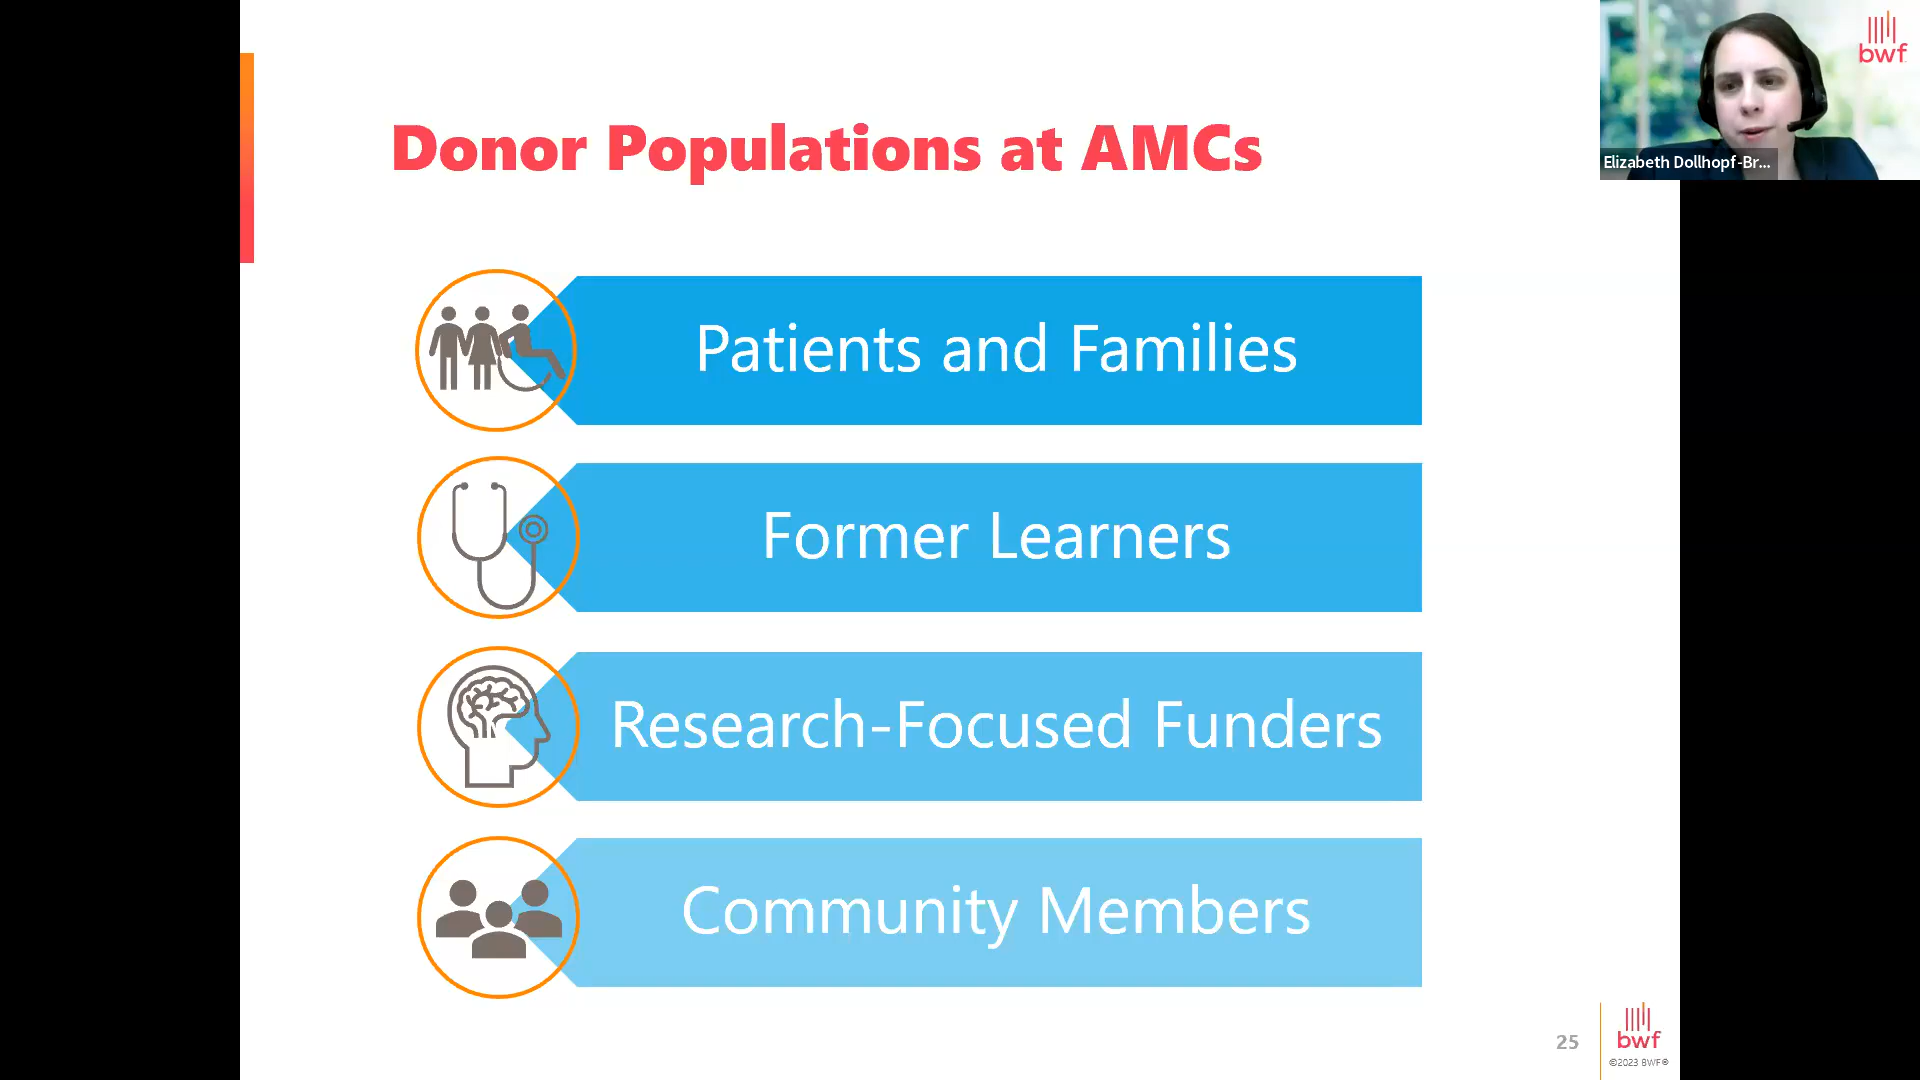 bwf
Elizabeth Dollhopf-Br...
Donor Populations at AMCs
Patients and Families
Former Learners
Research-Focused Funders
Community Members
25
bwf
©2023 BWF®